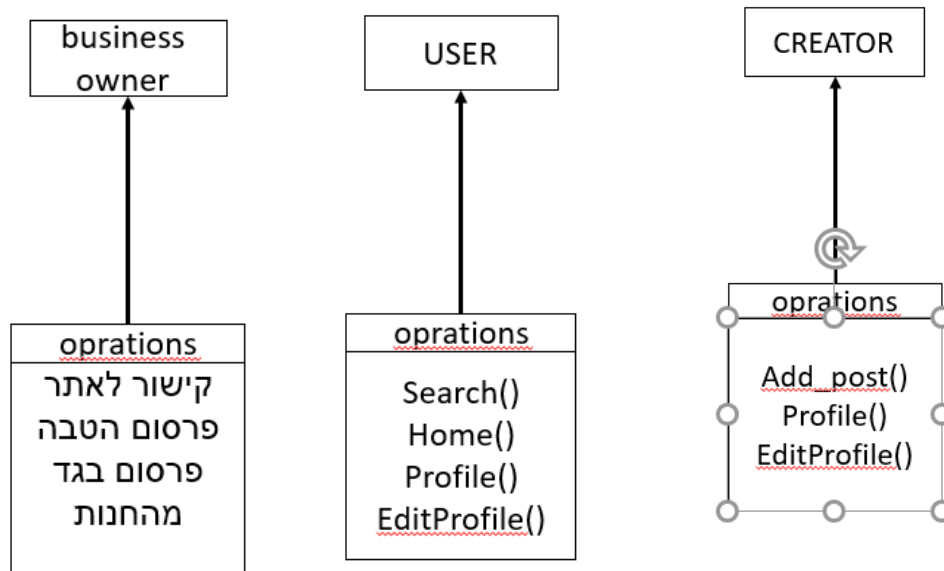 business
owner
USER
CREATOR
oprations
קישור לאתר
פרסום הטבה
פרסום בגד
מהחנות
oprations
Search()
Home()
Profile()
EditProfile()
oprations
Add_post()
Profile()
EditProfile()